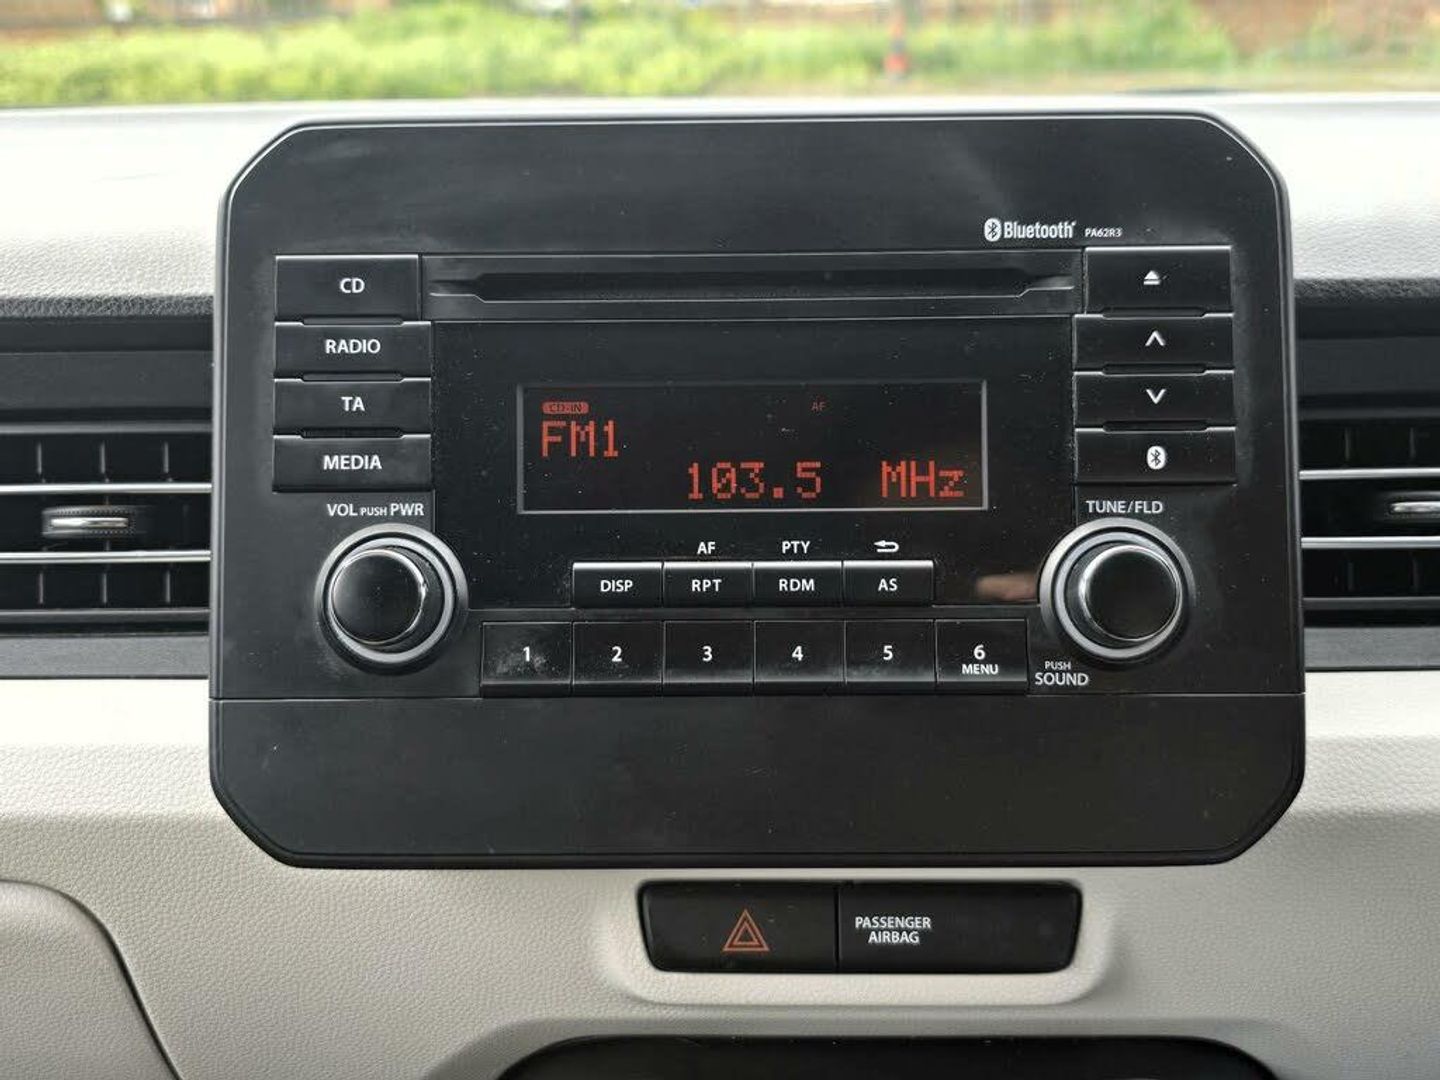 Bluetooth® PA62R3
CD
RADIO
TA
MEDIA
VOL PUSH PWR
CD-IN
AF
FM1
103.5 MHz
TUNE/FLD
AF PTY
DISP RPT RDM AS
1 2 3 4 5 6
MENU
PUSH
SOUND
PASSENGER
AIRBAG